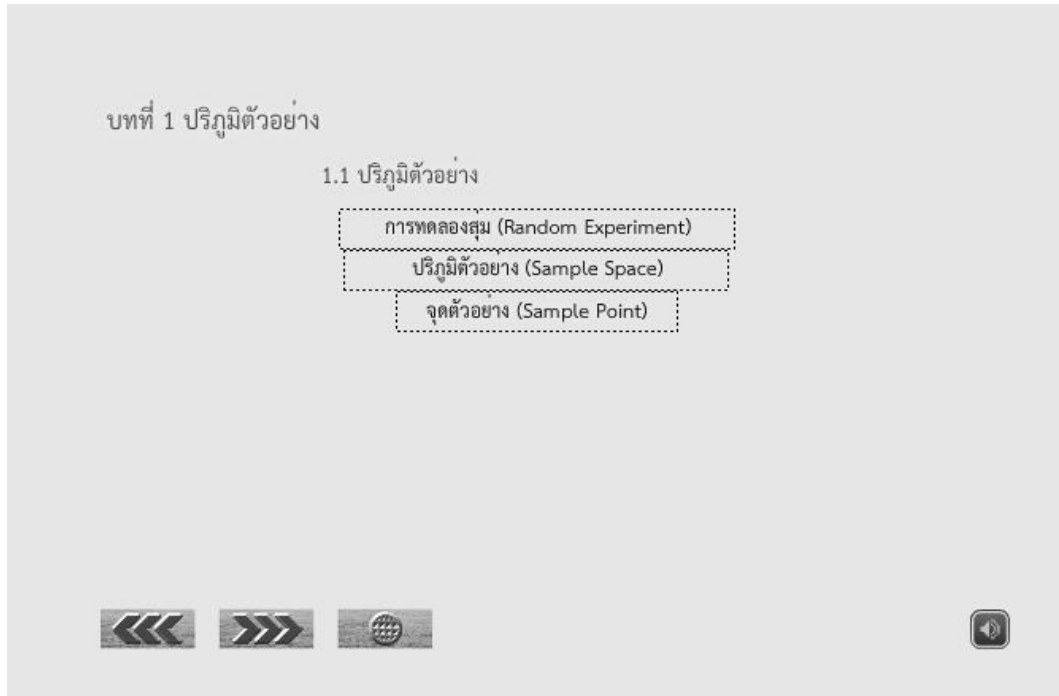 บทที่ 1 ปริภูมิตัวอย่าง
1.1 ปริภูมิตัวอย่าง
การทดลองสุ่ม (Random Experiment)
ปริภูมิตัวอย่าง (Sample Space)
จุดตัวอย่าง (Sample Point)